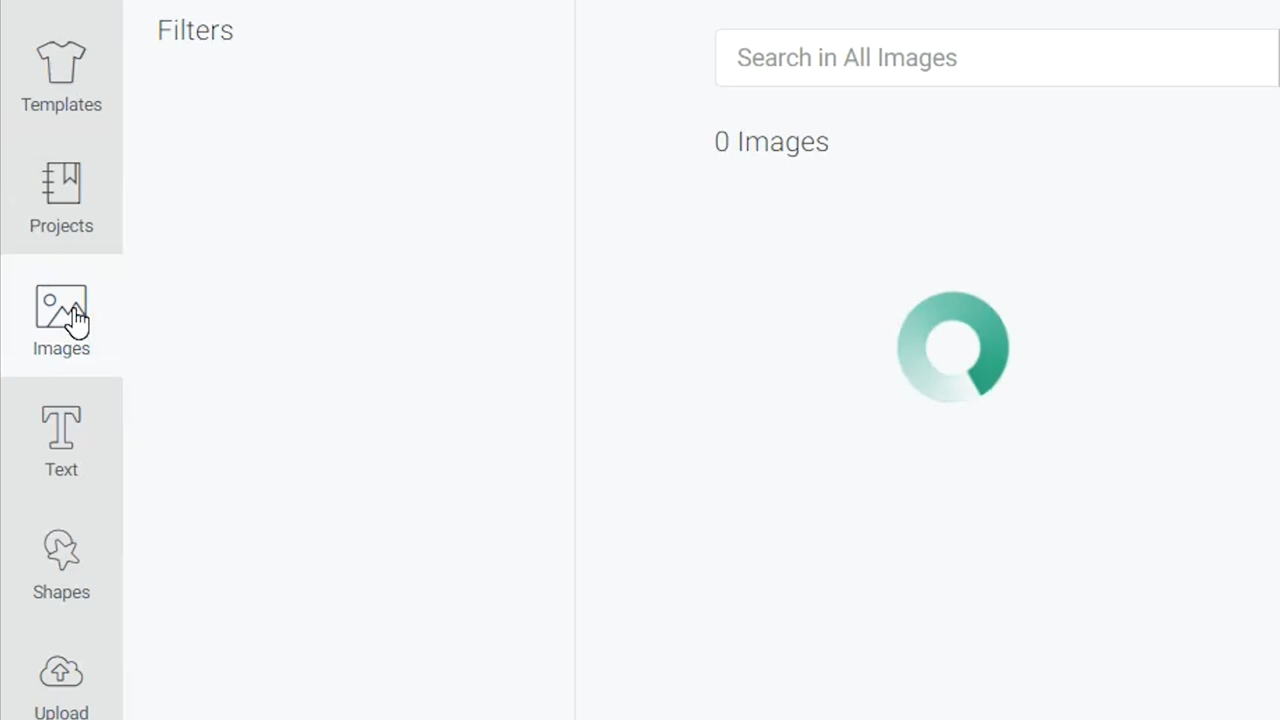 Templates
Projects
Images
Text
Shapes
Upload
Filters
Search in All Images
0 Images